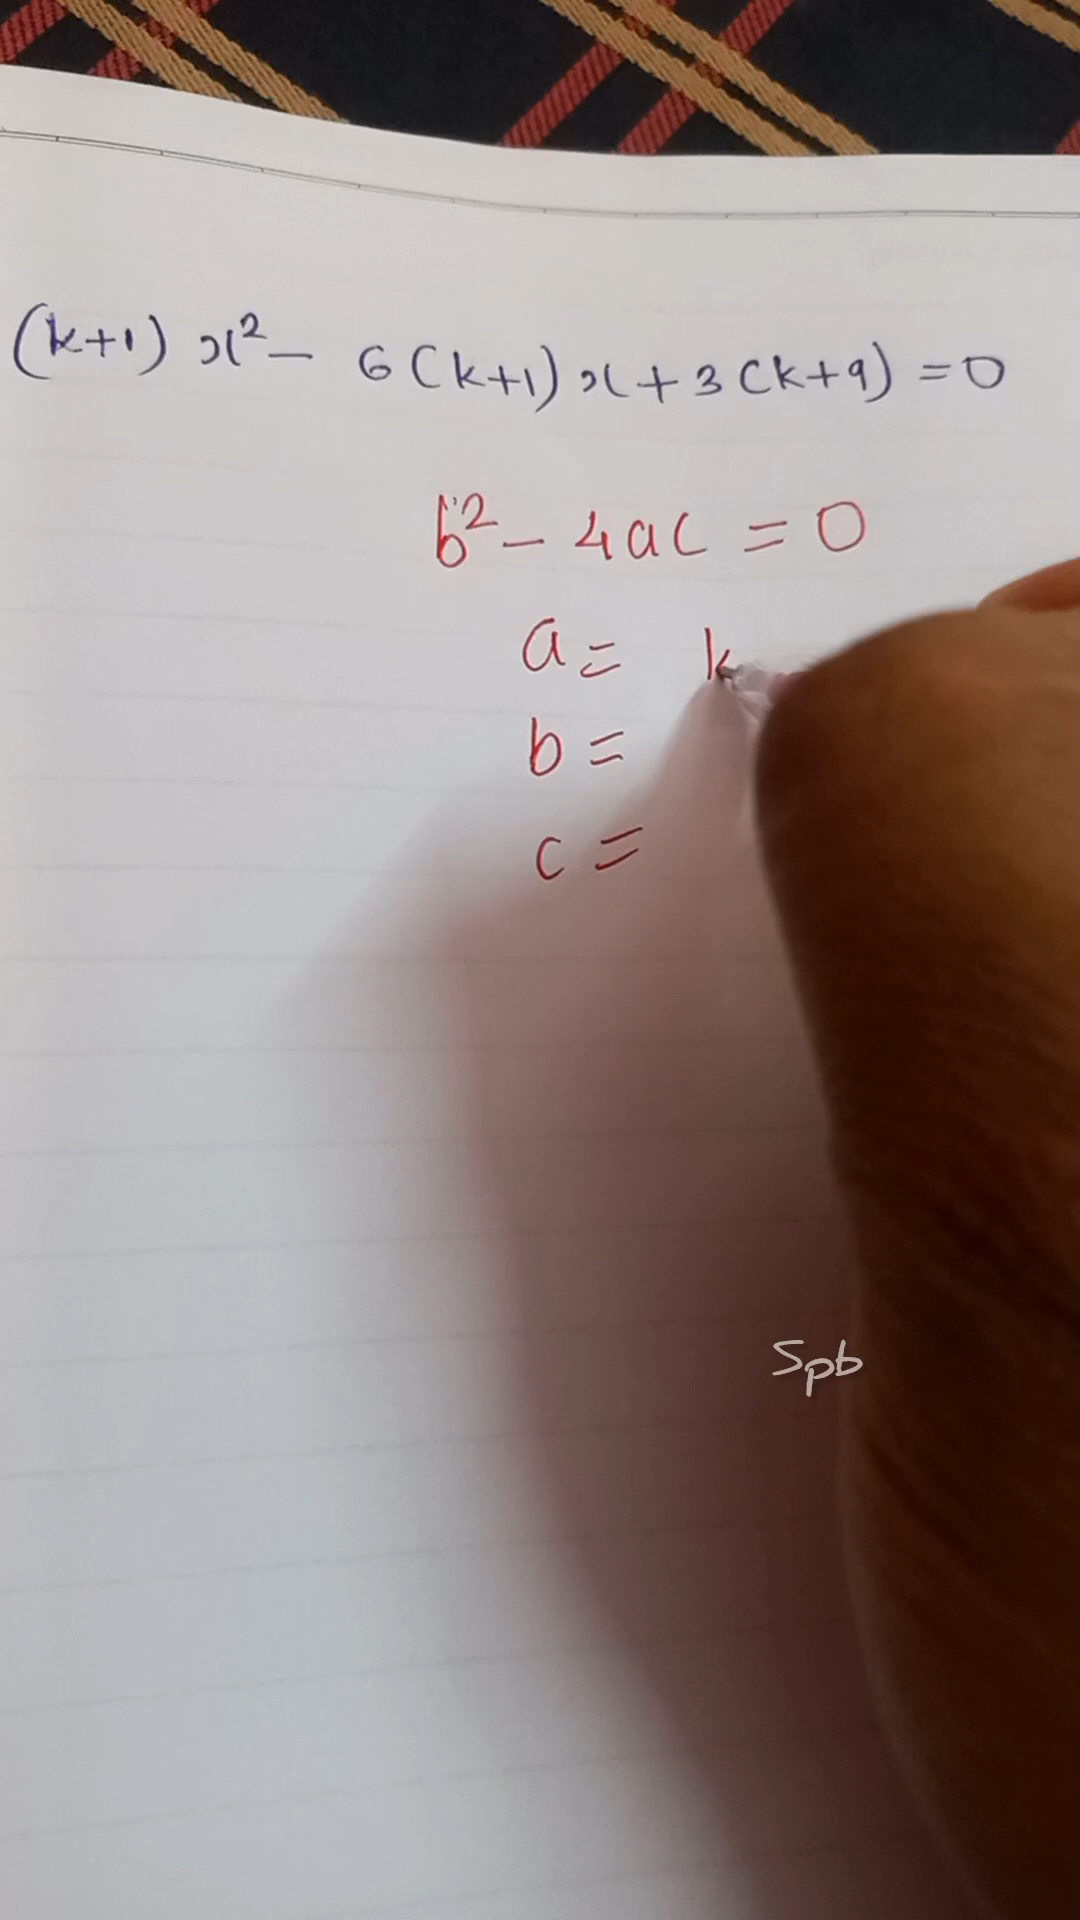 (k+1) x² - 6(k+1)x + 3(k+9) = 0
b² - 4ac = 0
a = k
b =
c =
Spb